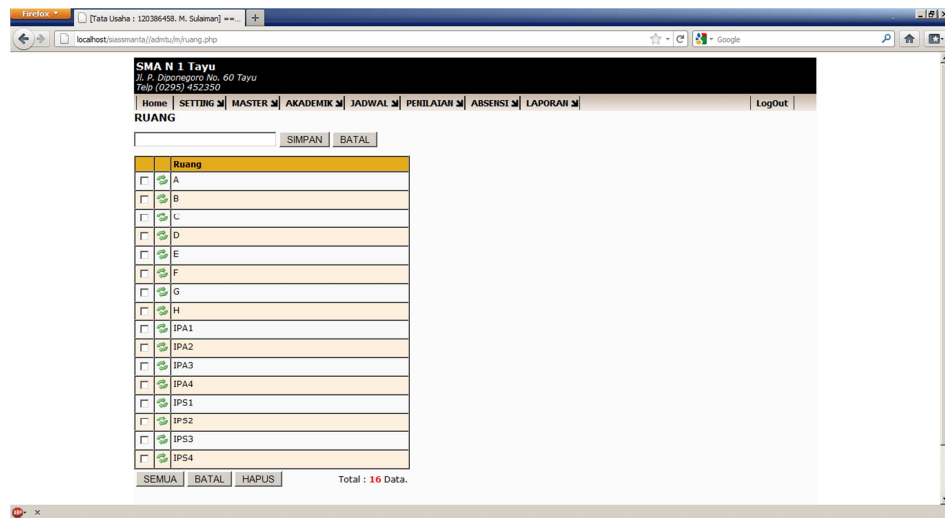 Firefox
[Tata Usaha : 120386458. M. Sulaiman] ==...
localhost/siassmanta//admtu/m/ruang.php
Google
SMA N 1 Tayu
Jl. P. Diponegoro No. 60 Tayu
Telp (0295) 452350
Home SETTING MASTER AKADEMIK JADWAL PENILAIAN ABSENSI LAPORAN LogOut
RUANG
SIMPAN BATAL
Ruang
A
B
C
D
E
F
G
H
IPA1
IPA2
IPA3
IPA4
IPS1
IPS2
IPS3
IPS4
SEMUA BATAL HAPUS Total : 16 Data.
ABP